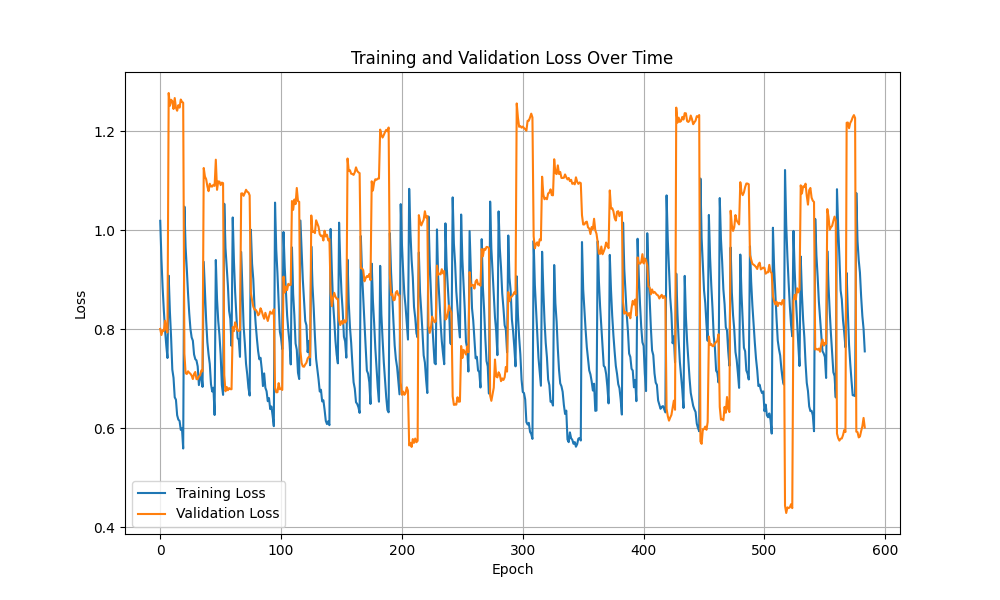 Training and Validation Loss Over Time
1.2
1.0
0.8
0.6
0.4
Loss
Training Loss
Validation Loss
0 100 200 300 400 500 600
Epoch